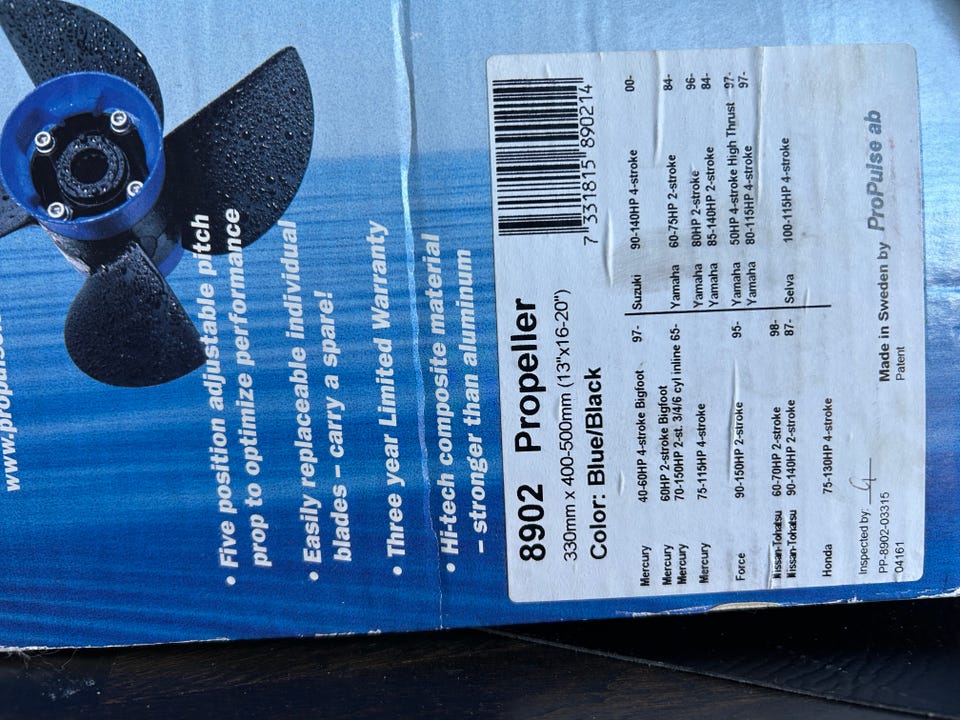 www.propuls
• Five position adjustable pitch
prop to optimize performance
• Easily replaceable individual
blades – carry a spare!
• Three year Limited Warranty
• Hi-tech composite material
– stronger than aluminum
8902 Propeller
330mm x 400-500mm (13"x16-20")
Color: Blue/Black
7 331815 890214
Mercury 40-60HP 4-stroke Bigfoot 97-
Mercury 60HP 2-stroke Bigfoot
Mercury 70-150HP 2-st. 3/4/6 cyl inline 65-
Mercury 75-115HP 4-stroke
Force 90-150HP 2-stroke 95-
Nissan-Tohatsu 60-70HP 2-stroke 98-
Nissan-Tohatsu 90-140HP 2-stroke 87-
Honda 75-130HP 4-stroke
Suzuki 90-140HP 4-stroke 00-
Yamaha 60-75HP 2-stroke 84-
Yamaha 80HP 2-stroke 96-
Yamaha 85-140HP 2-stroke 84-
Yamaha 50HP 4-stroke High Thrust 97-
Yamaha 80-115HP 4-stroke 97-
Selva 100-115HP 4-stroke
Inspected by:
PP-8902-03315
04161
Made in Sweden by ProPulse ab
Patent